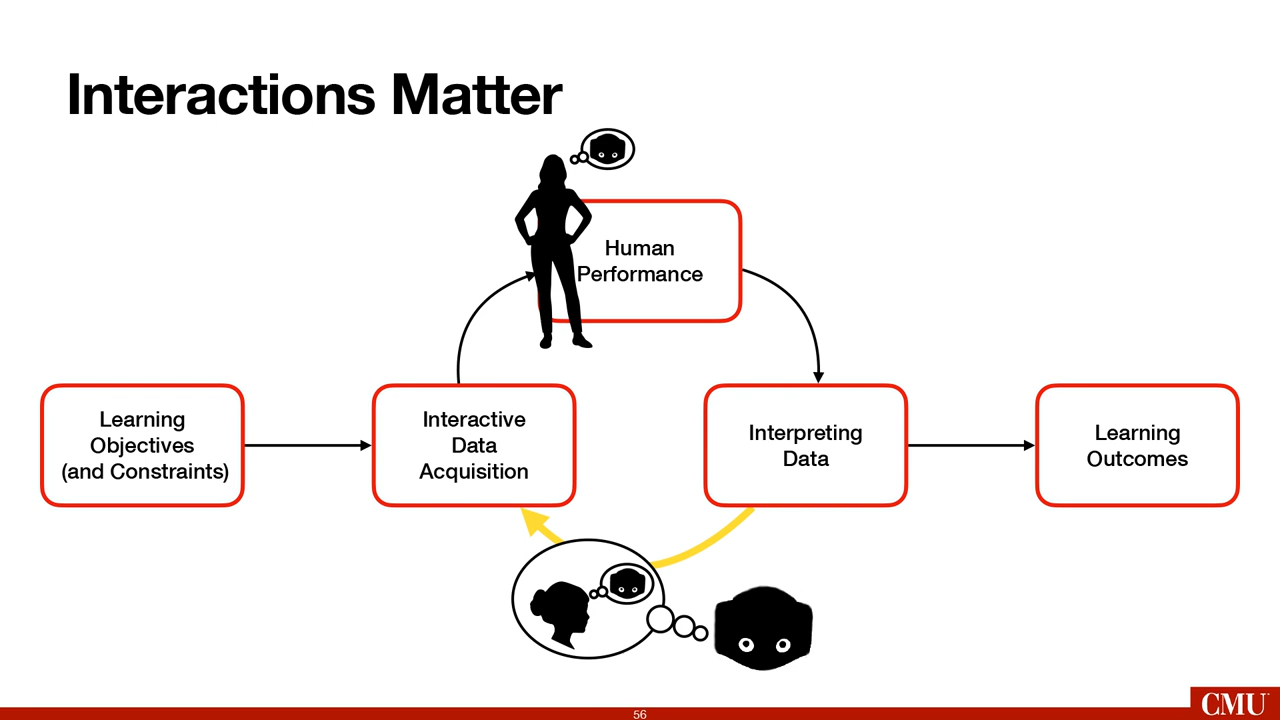 Interactions Matter
Human
Performance
Learning
Objectives
(and Constraints)
Interactive
Data
Acquisition
Interpreting
Data
Learning
Outcomes
56
CMU